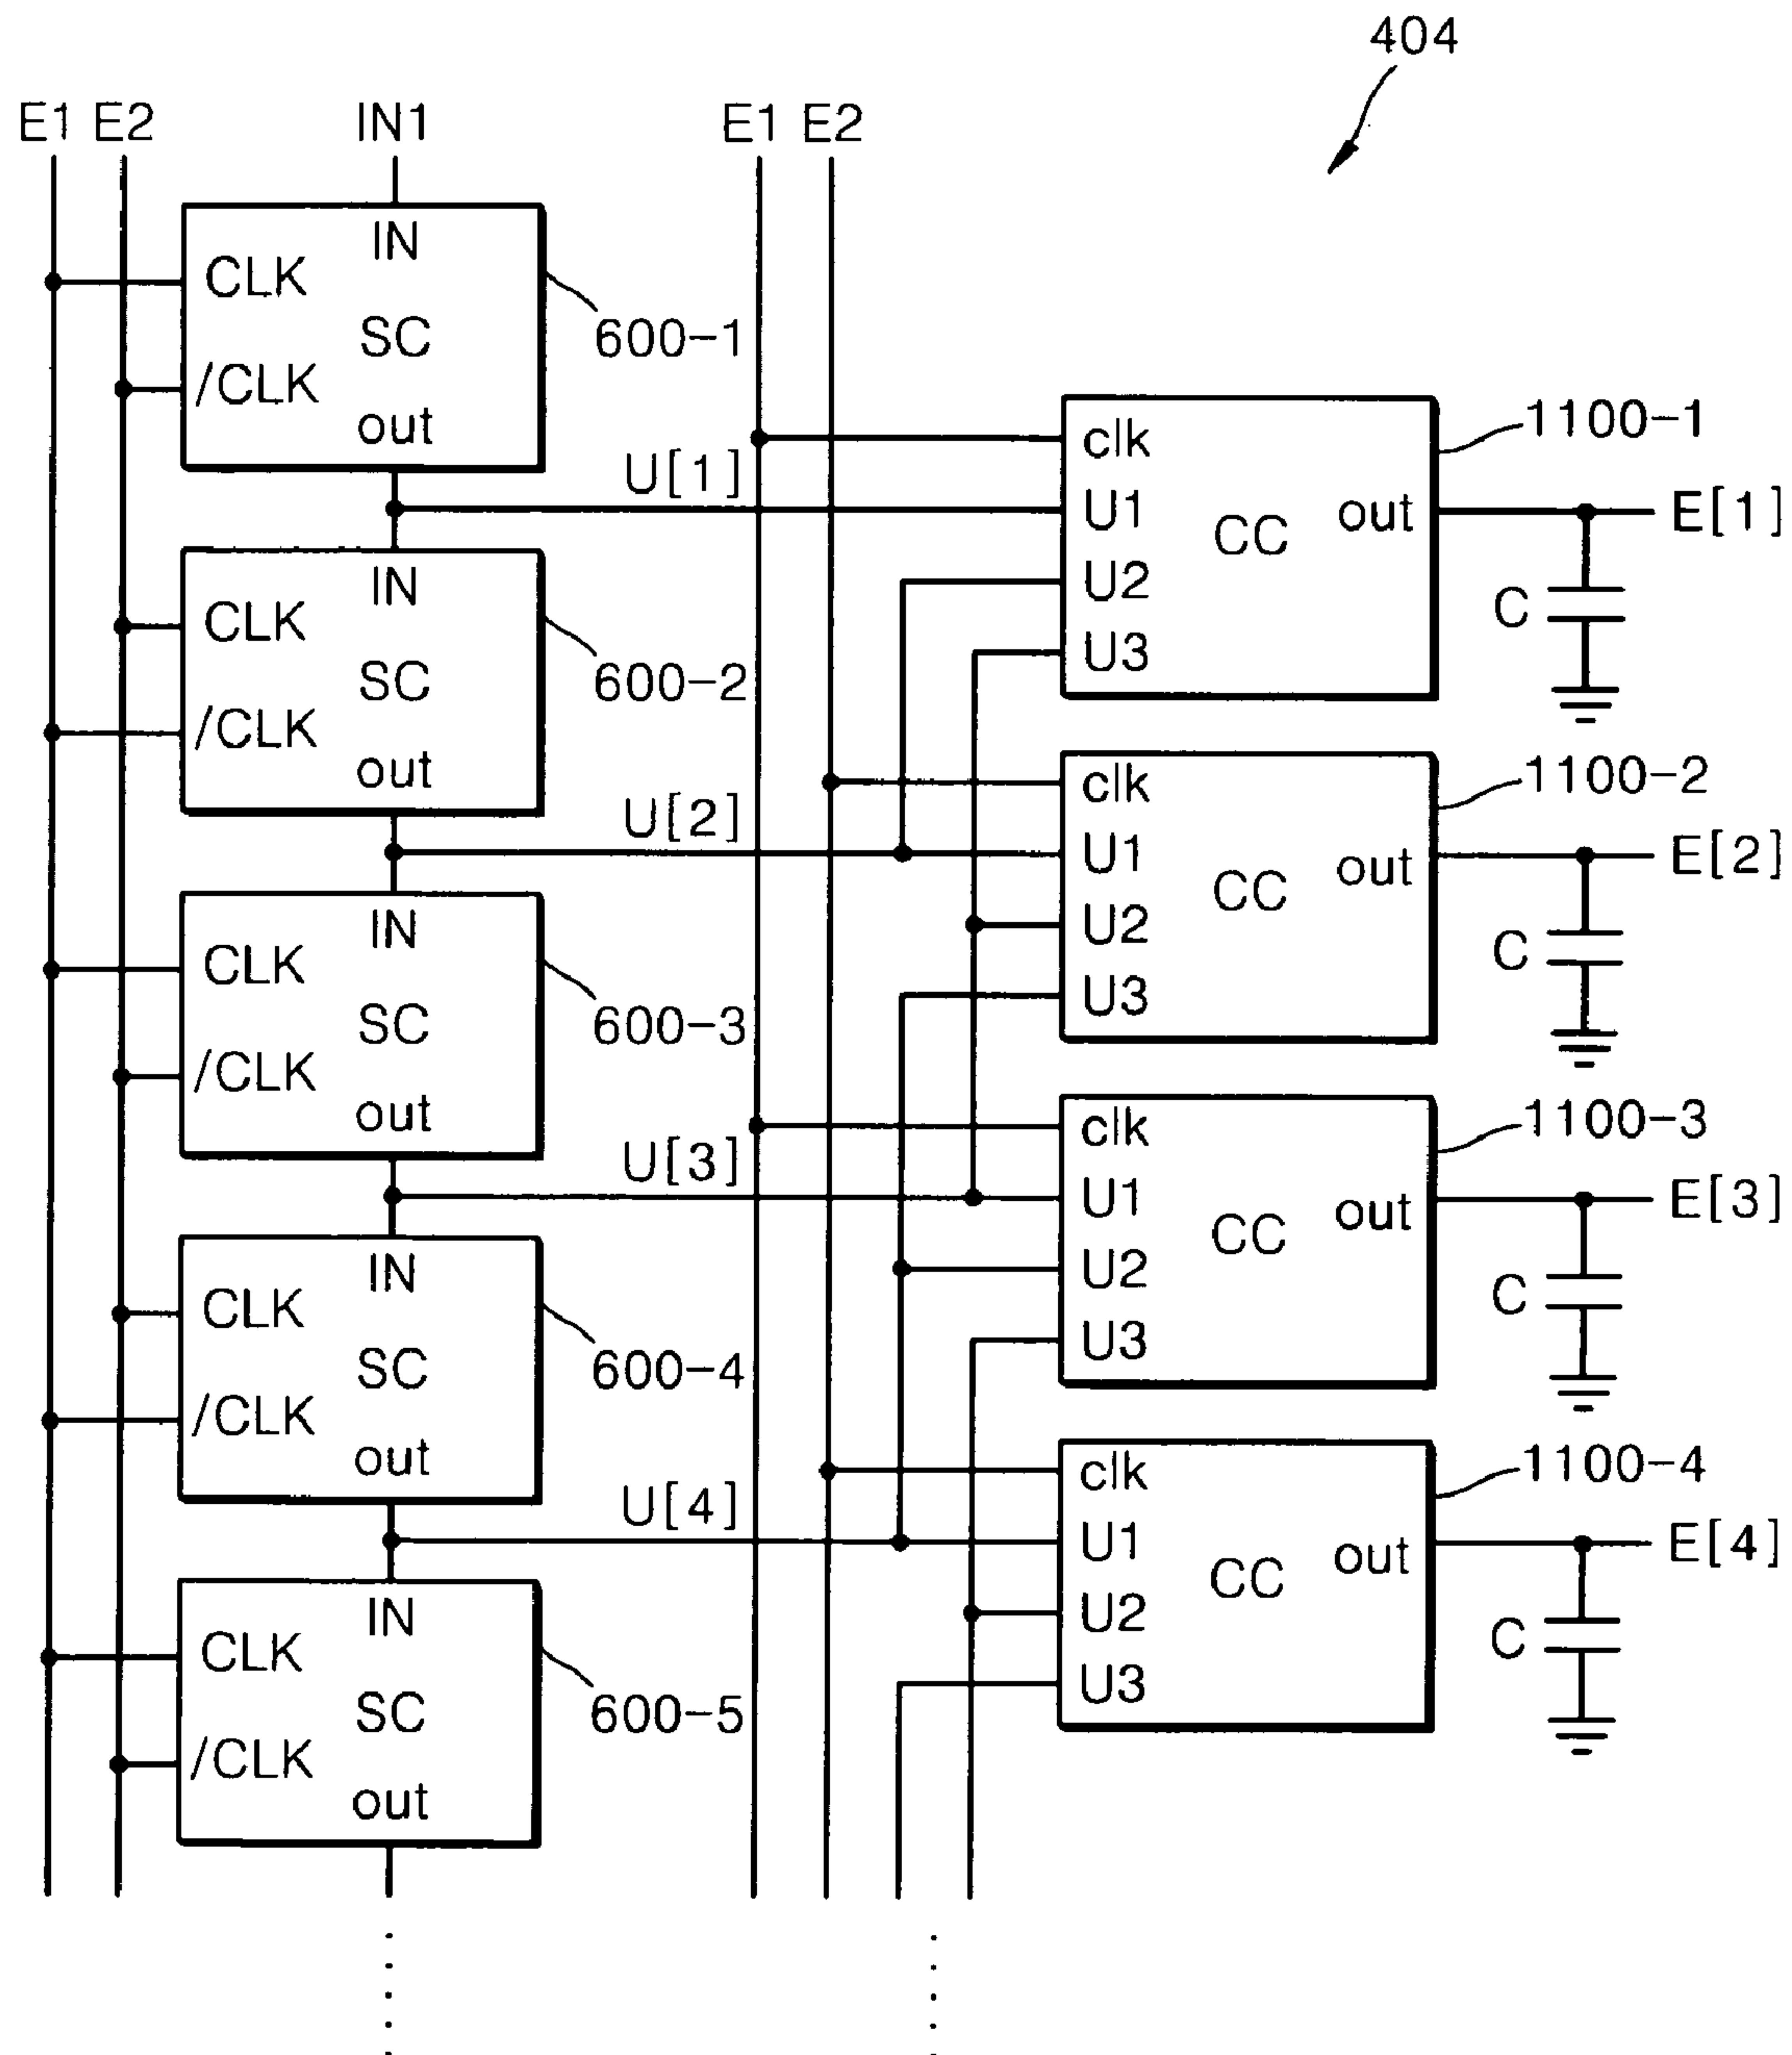 404
E1 E2 IN1 E1 E2
IN
CLK
SC
/CLK
out
600-1
U[1]
IN
CLK
SC
/CLK
out
600-2
U[2]
IN
CLK
SC
/CLK
out
600-3
U[3]
IN
CLK
SC
/CLK
out
600-4
U[4]
IN
CLK
SC
/CLK
out
600-5
clk
U1
U2
U3
CC
out
1100-1
E[1]
C
clk
U1
U2
U3
CC
out
1100-2
E[2]
C
clk
U1
U2
U3
CC
out
1100-3
E[3]
C
clk
U1
U2
U3
CC
out
1100-4
E[4]
C